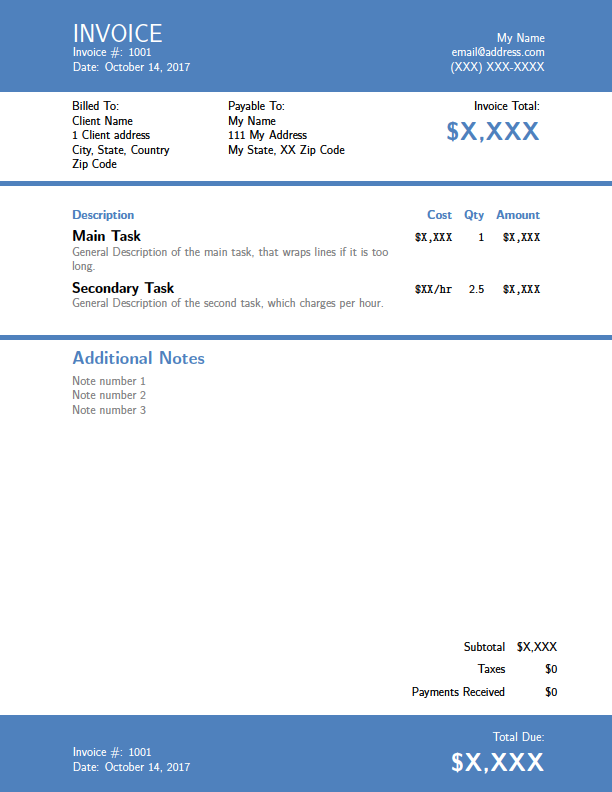 INVOICE
Invoice #: 1001
Date: October 14, 2017
My Name
email@address.com
(XXX) XXX-XXXX
Billed To:
Client Name
1 Client address
City, State, Country
Zip Code
Payable To:
My Name
111 My Address
My State, XX Zip Code
Invoice Total:
$X,XXX
Description Cost Qty Amount
Main Task $X,XXX 1 $X,XXX
General Description of the main task, that wraps lines if it is too
long.
Secondary Task $XX/hr 2.5 $X,XXX
General Description of the second task, which charges per hour.
Additional Notes
Note number 1
Note number 2
Note number 3
Subtotal $X,XXX
Taxes $0
Payments Received $0
Invoice #: 1001
Date: October 14, 2017
Total Due:
$X,XXX